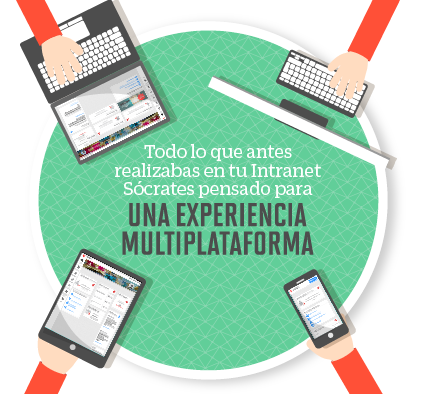 Todo lo que antes
realizabas en tu Intranet
Sócrates pensado para
UNA EXPERIENCIA
MULTIPLATAFORMA